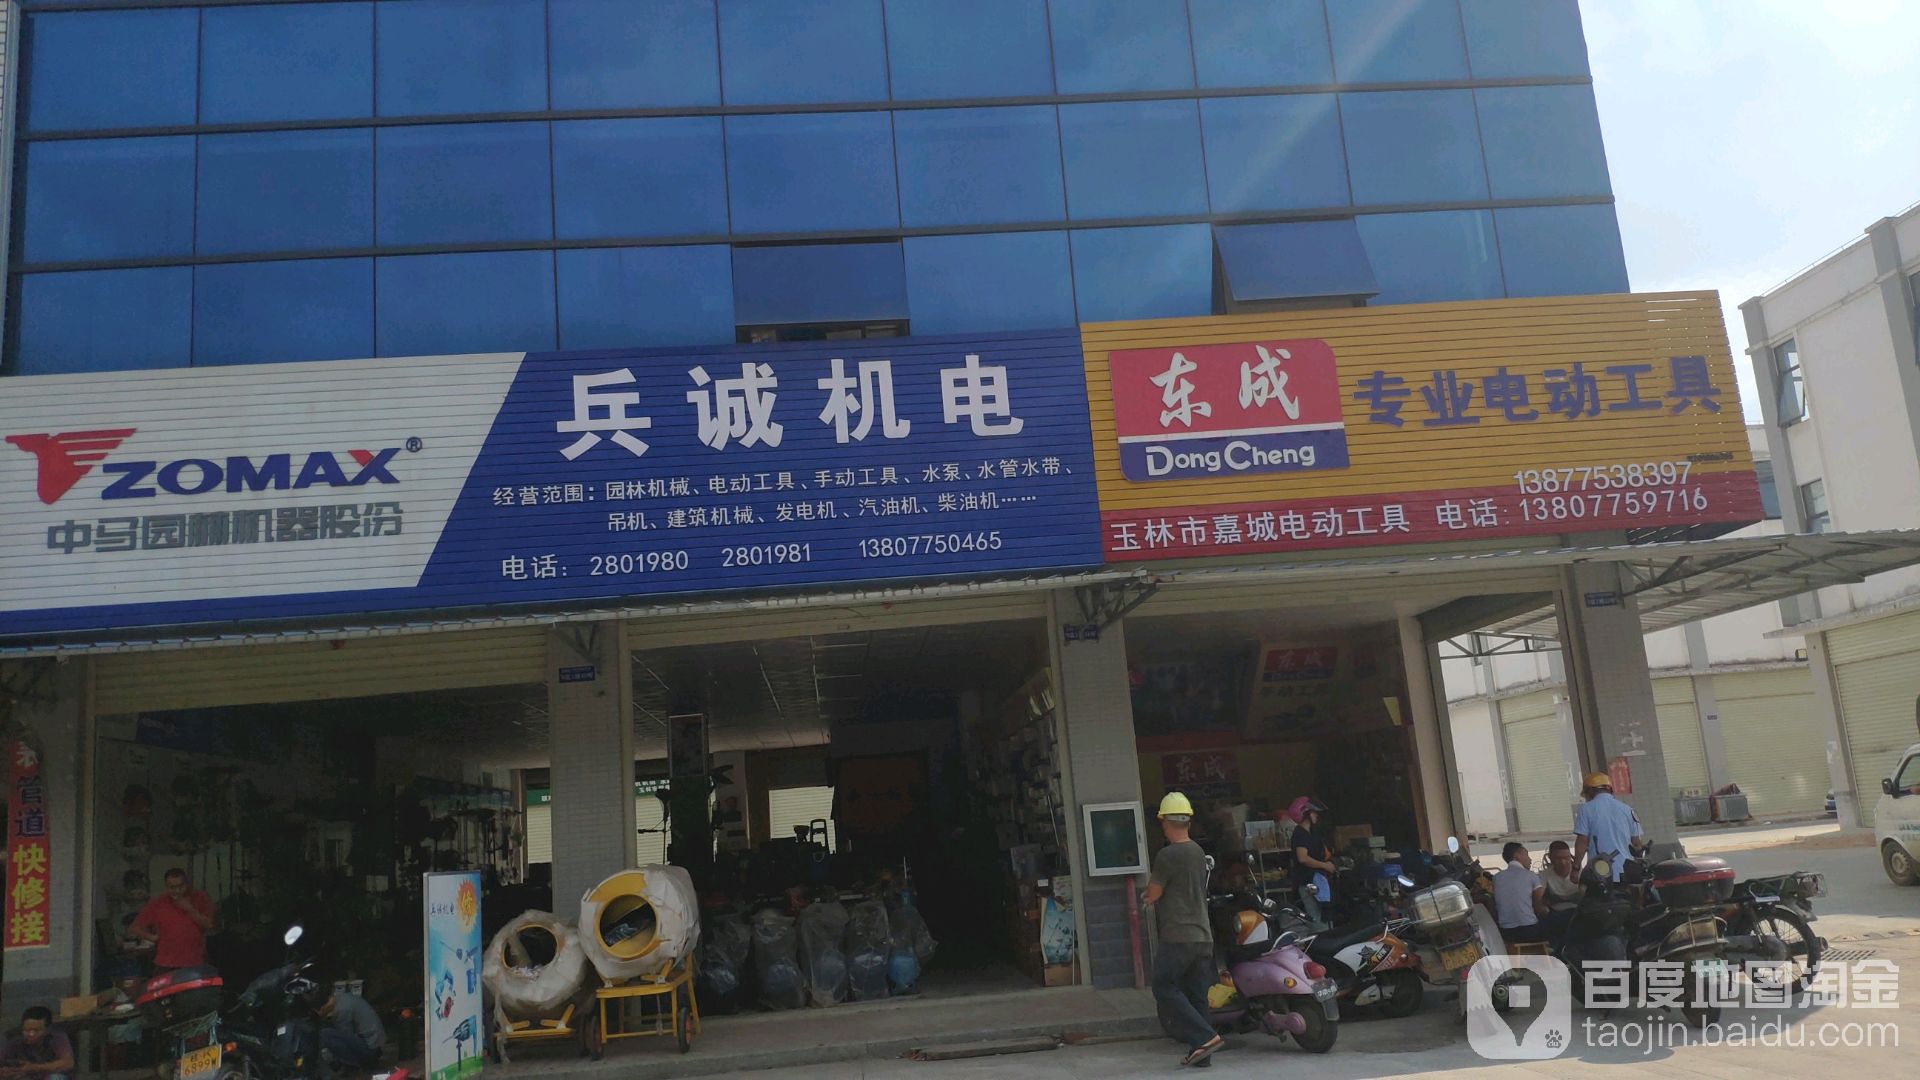 ZOMAX®
中马园林机器股份
兵诚机电
经营范围：园林机械、电动工具、手动工具、水泵、水管水带、
吊机、建筑机械、发电机、汽油机、柴油机……
电话：2801980 2801981 13807750465
东成
DongCheng
专业电动工具
13877538397
玉林市嘉城电动工具 电话:13807759716
东成
东成
DongCheng
管道快修接
6899W
百度地图淘金
taojin.baidu.com